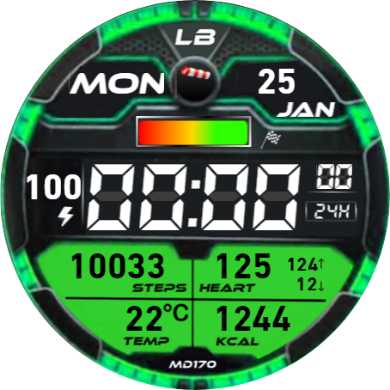 LB
MON 25
JAN
100 00:00 00
24H
10033 125 124↑
STEPS HEART 12↓
22°C 1244
TEMP KCAL
MD170